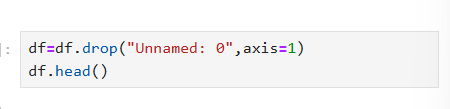 ]:
df=df.drop("Unnamed: 0",axis=1)
df.head()